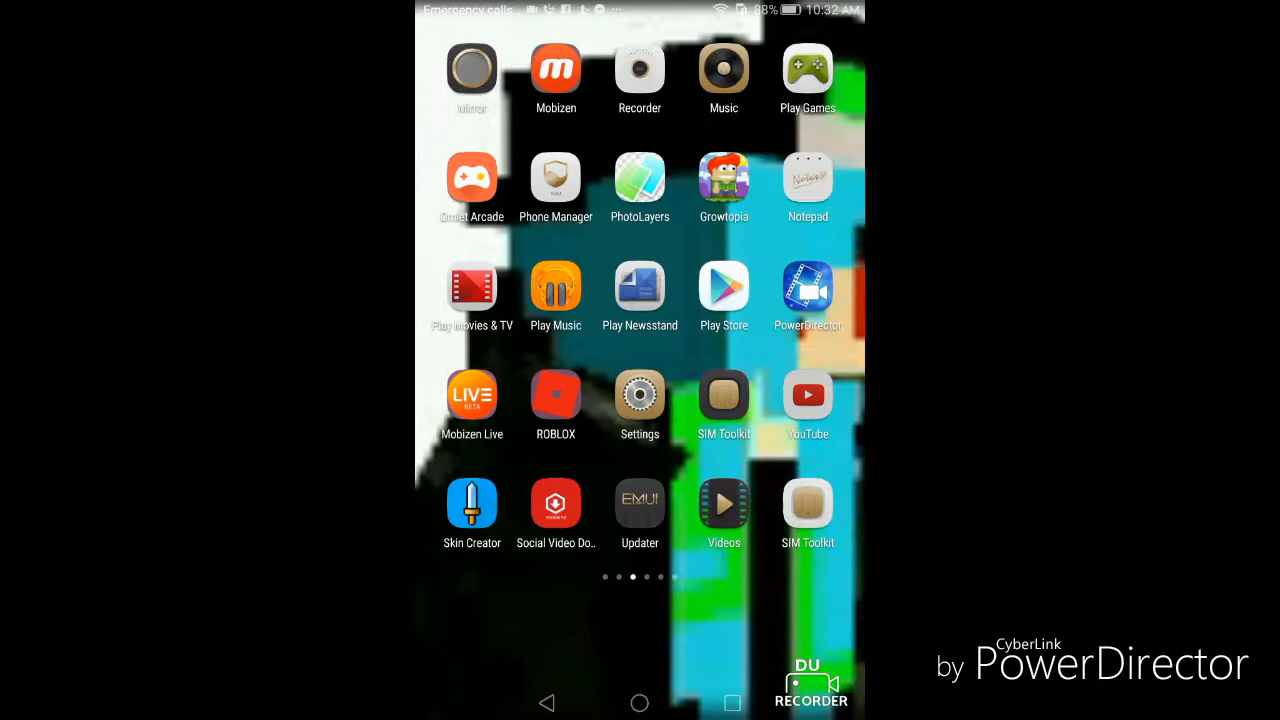 Emergency calls 88% 10:32 AM
Mirror Mobizen Recorder Music Play Games
Omlet Arcade Phone Manager PhotoLayers Growtopia Notepad
Notes
Play Movies & TV Play Music Play Newsstand Play Store PowerDirector
LIVE
BETA
Mobizen Live ROBLOX Settings SIM Toolkit YouTube
EMUI
Skin Creator Social Video Do.. Updater Videos SIM Toolkit
CyberLink
by PowerDirector
DU
RECORDER